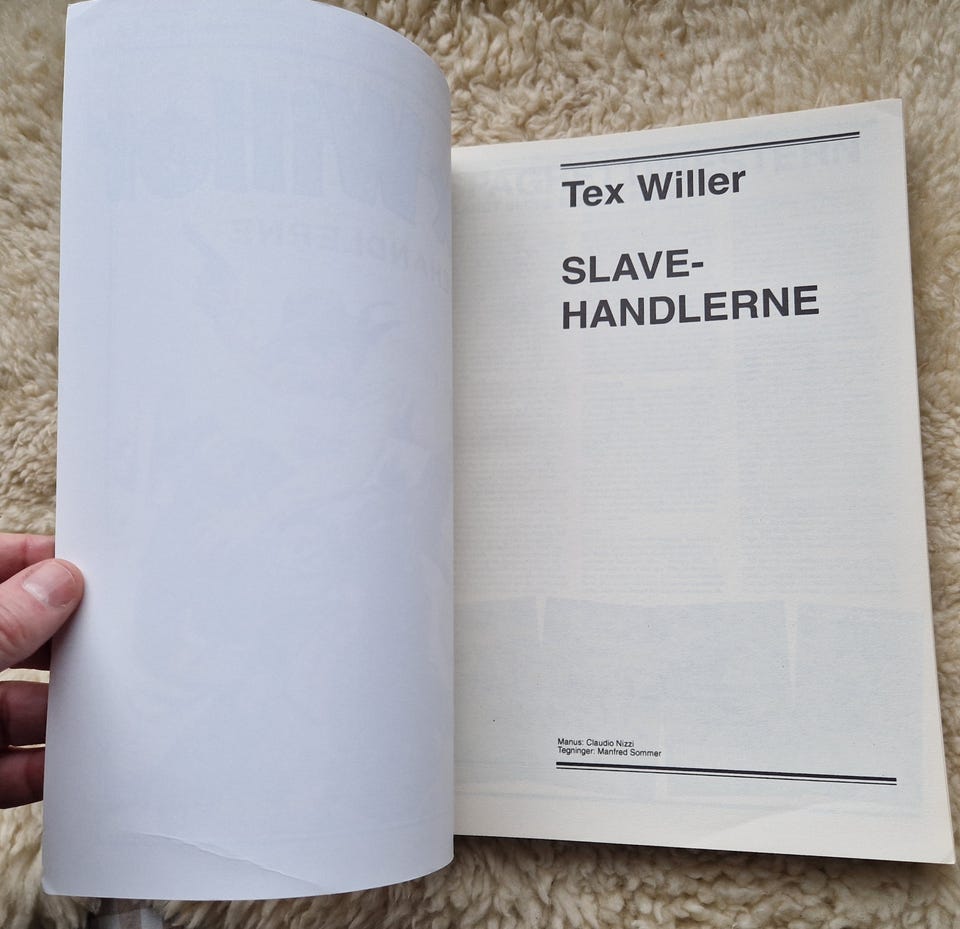 Tex Willer
SLAVE-
HANDLERNE
Manus: Claudio Nizzi
Tegninger: Manfred Sommer